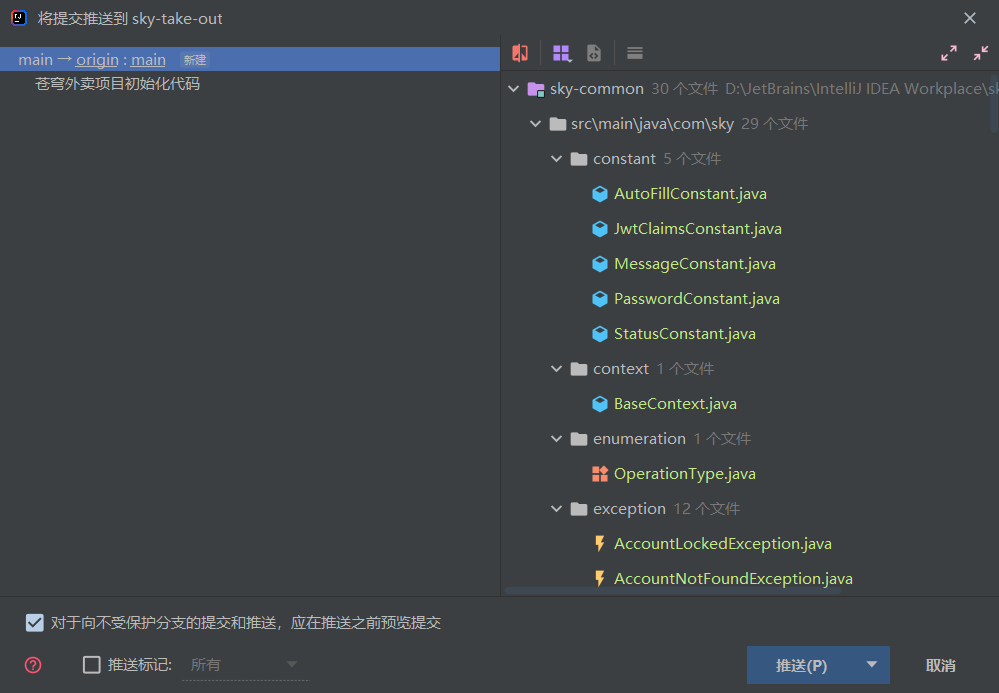 将提交推送到 sky-take-out
main → origin : main 新建
苍穹外卖项目初始化代码
sky-common 30 个文件 D:\JetBrains\IntelliJ IDEA Workplace\sk
src\main\java\com\sky 29 个文件
constant 5 个文件
AutoFillConstant.java
JwtClaimsConstant.java
MessageConstant.java
PasswordConstant.java
StatusConstant.java
context 1 个文件
BaseContext.java
enumeration 1 个文件
OperationType.java
exception 12 个文件
AccountLockedException.java
AccountNotFoundException.java
对于向不受保护分支的提交和推送，应在推送之前预览提交
推送标记: 所有
推送(P)
取消